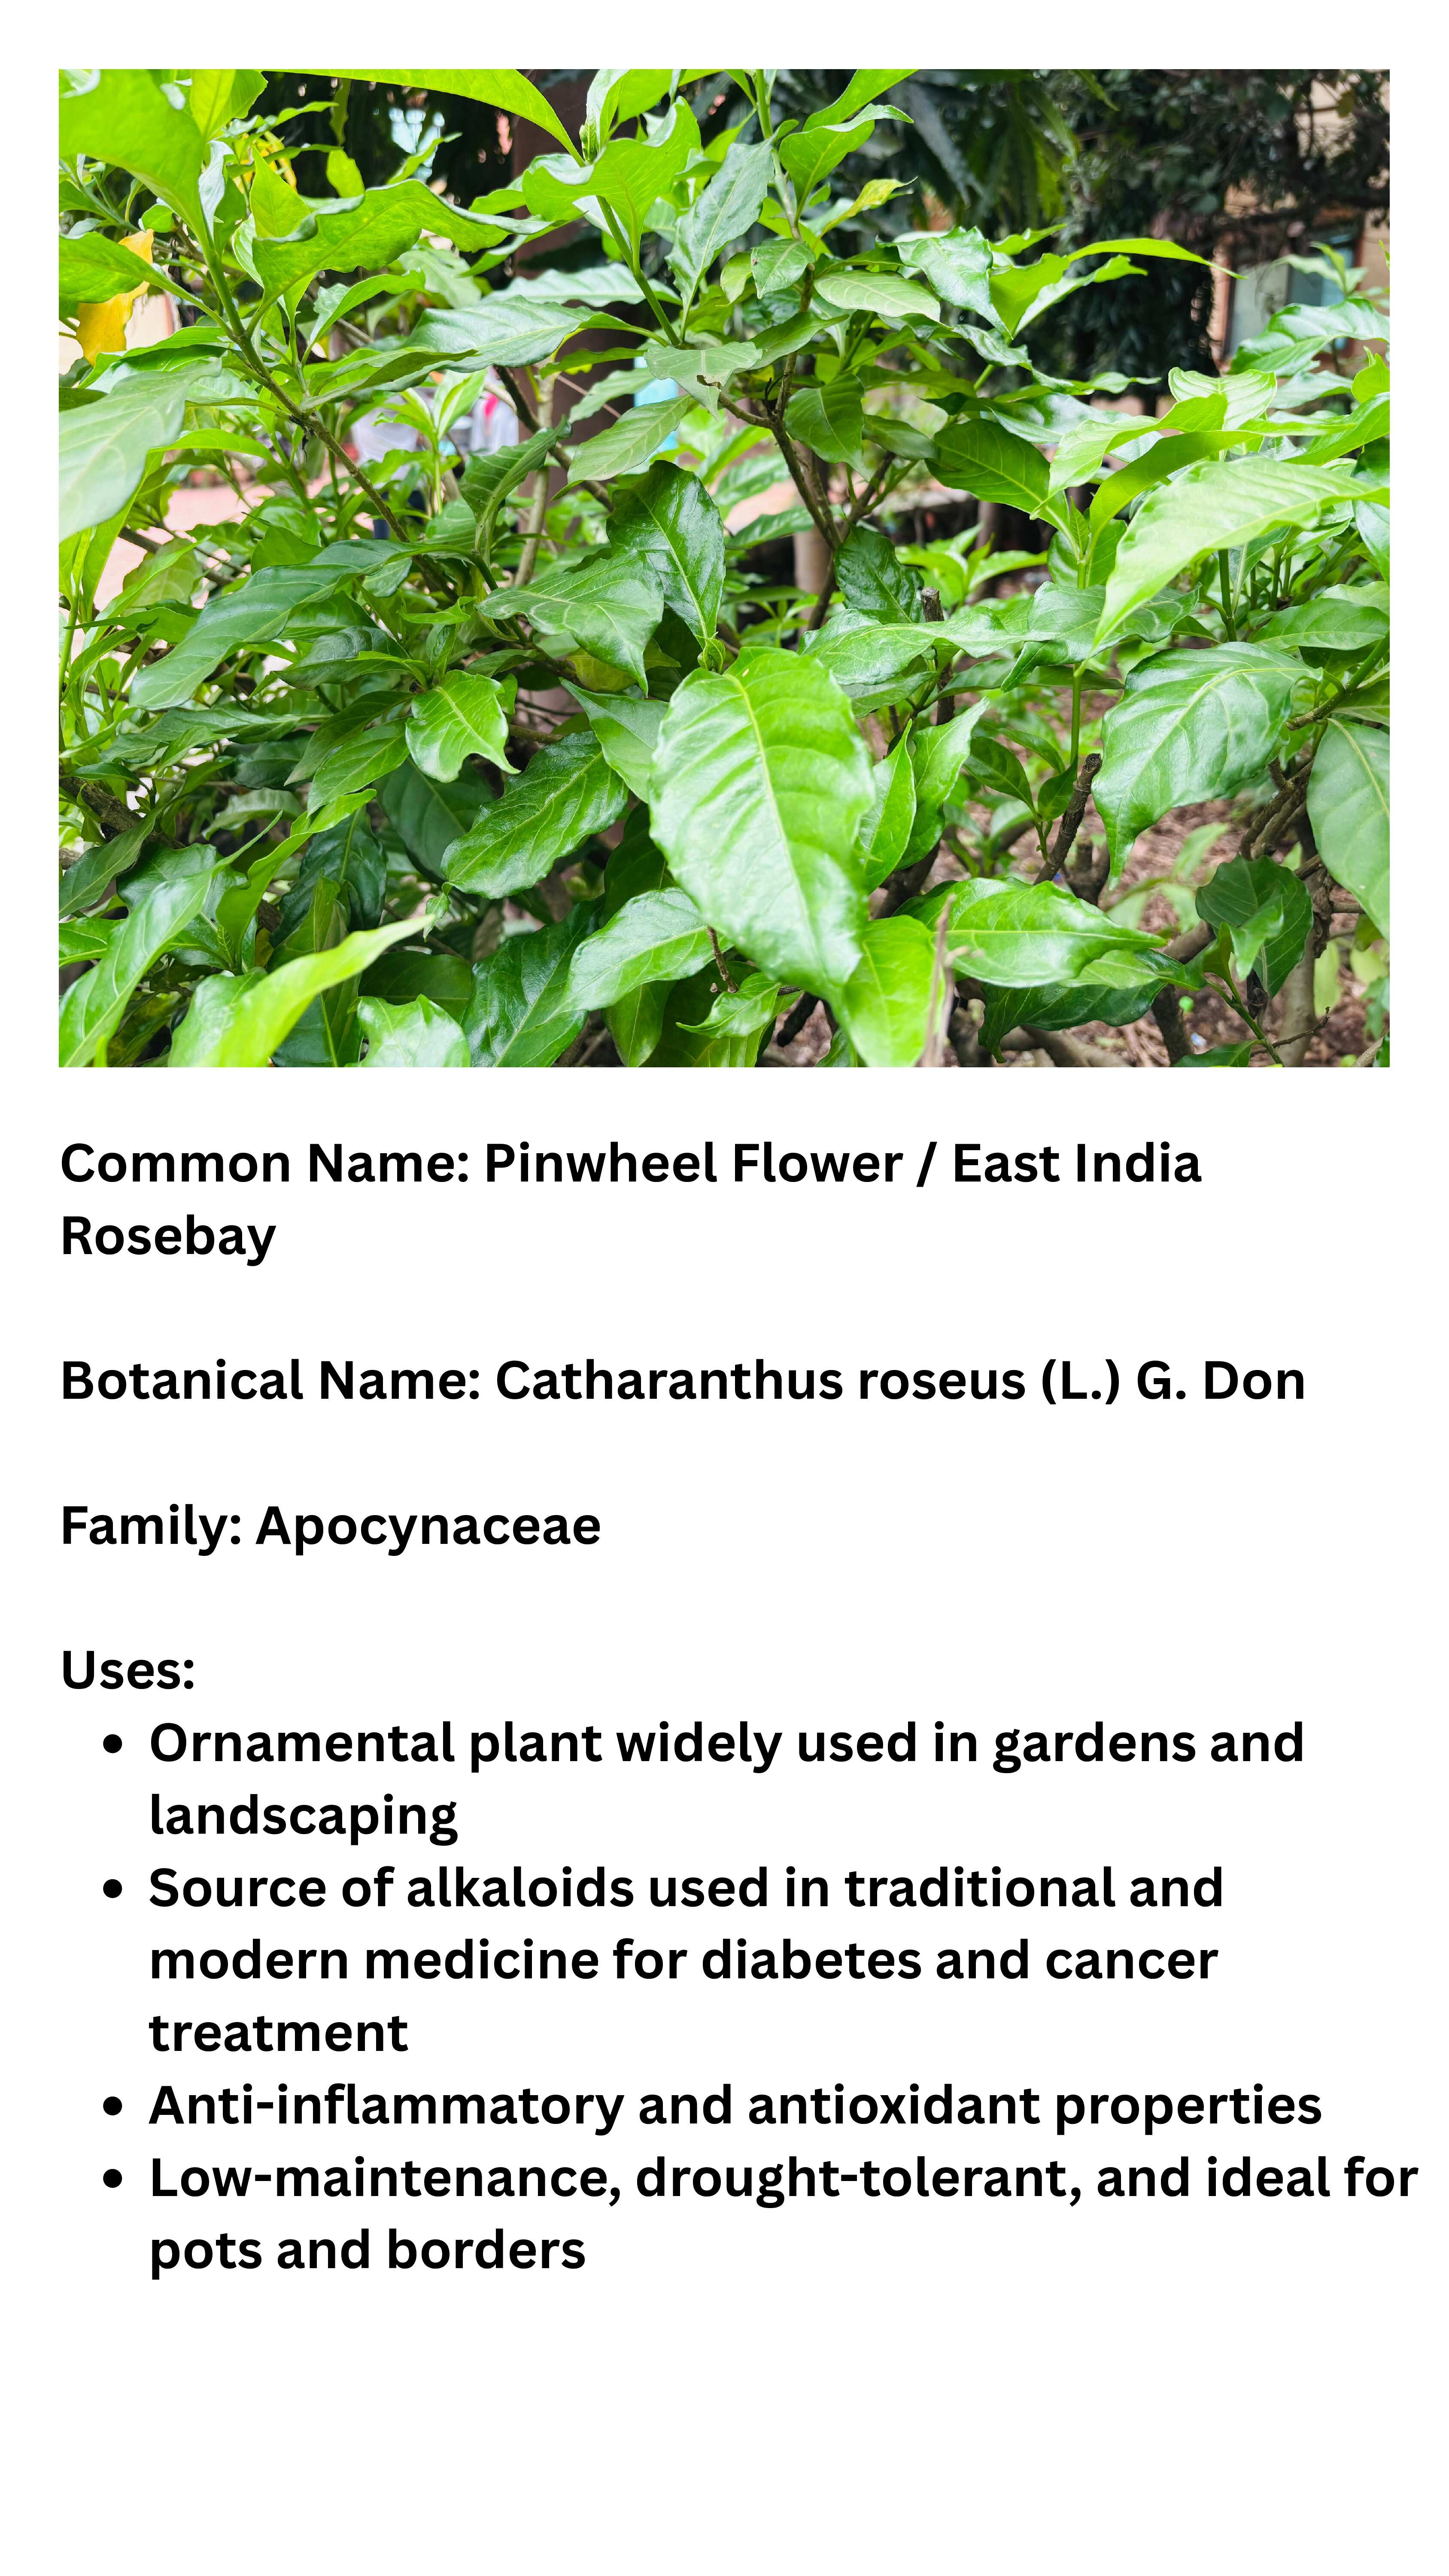 Common Name: Pinwheel Flower / East India
Rosebay
Botanical Name: Catharanthus roseus (L.) G. Don
Family: Apocynaceae
Uses:
• Ornamental plant widely used in gardens and
landscaping
• Source of alkaloids used in traditional and
modern medicine for diabetes and cancer
treatment
• Anti-inflammatory and antioxidant properties
• Low-maintenance, drought-tolerant, and ideal for
pots and borders